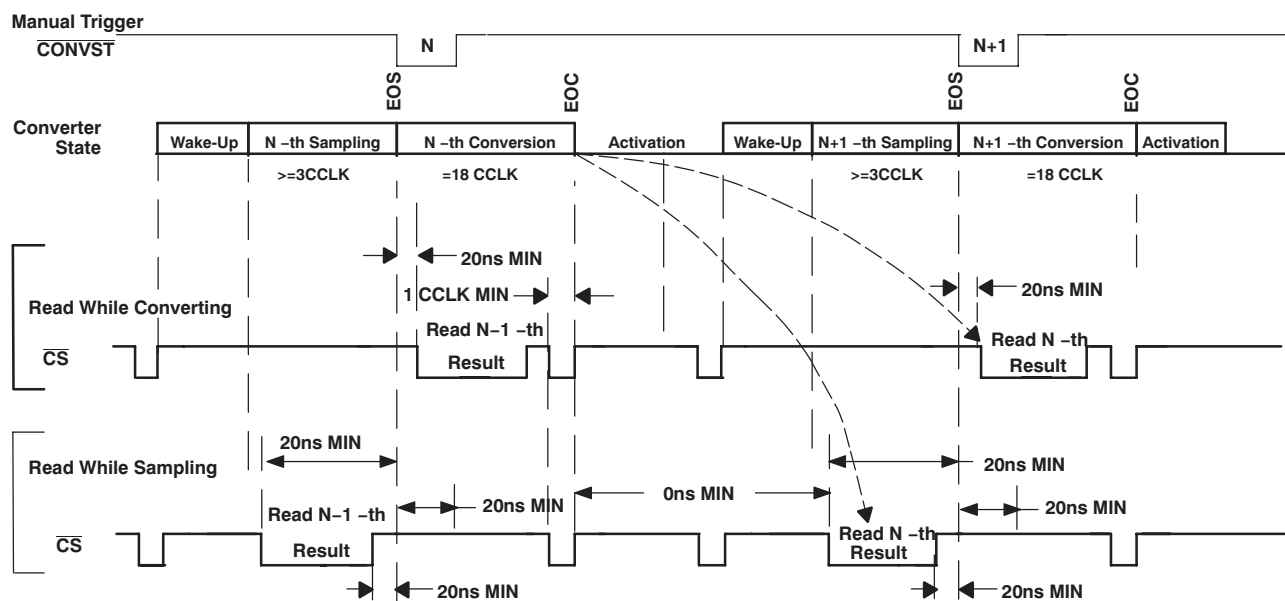 Manual Trigger
CONVST
N
N+1
EOS
EOC
EOS
EOC
Converter
State
Wake-Up
N −th Sampling
N −th Conversion
Activation
Wake-Up
N+1 −th Sampling
N+1 −th Conversion
Activation
>=3CCLK
=18 CCLK
>=3CCLK
=18 CCLK
20ns MIN
20ns MIN
1 CCLK MIN
Read While Converting
Read N−1 −th
Result
Read N −th
Result
CS
20ns MIN
Read While Sampling
20ns MIN
0ns MIN
20ns MIN
20ns MIN
Read N−1 −th
Result
Read N −th
Result
CS
20ns MIN
20ns MIN